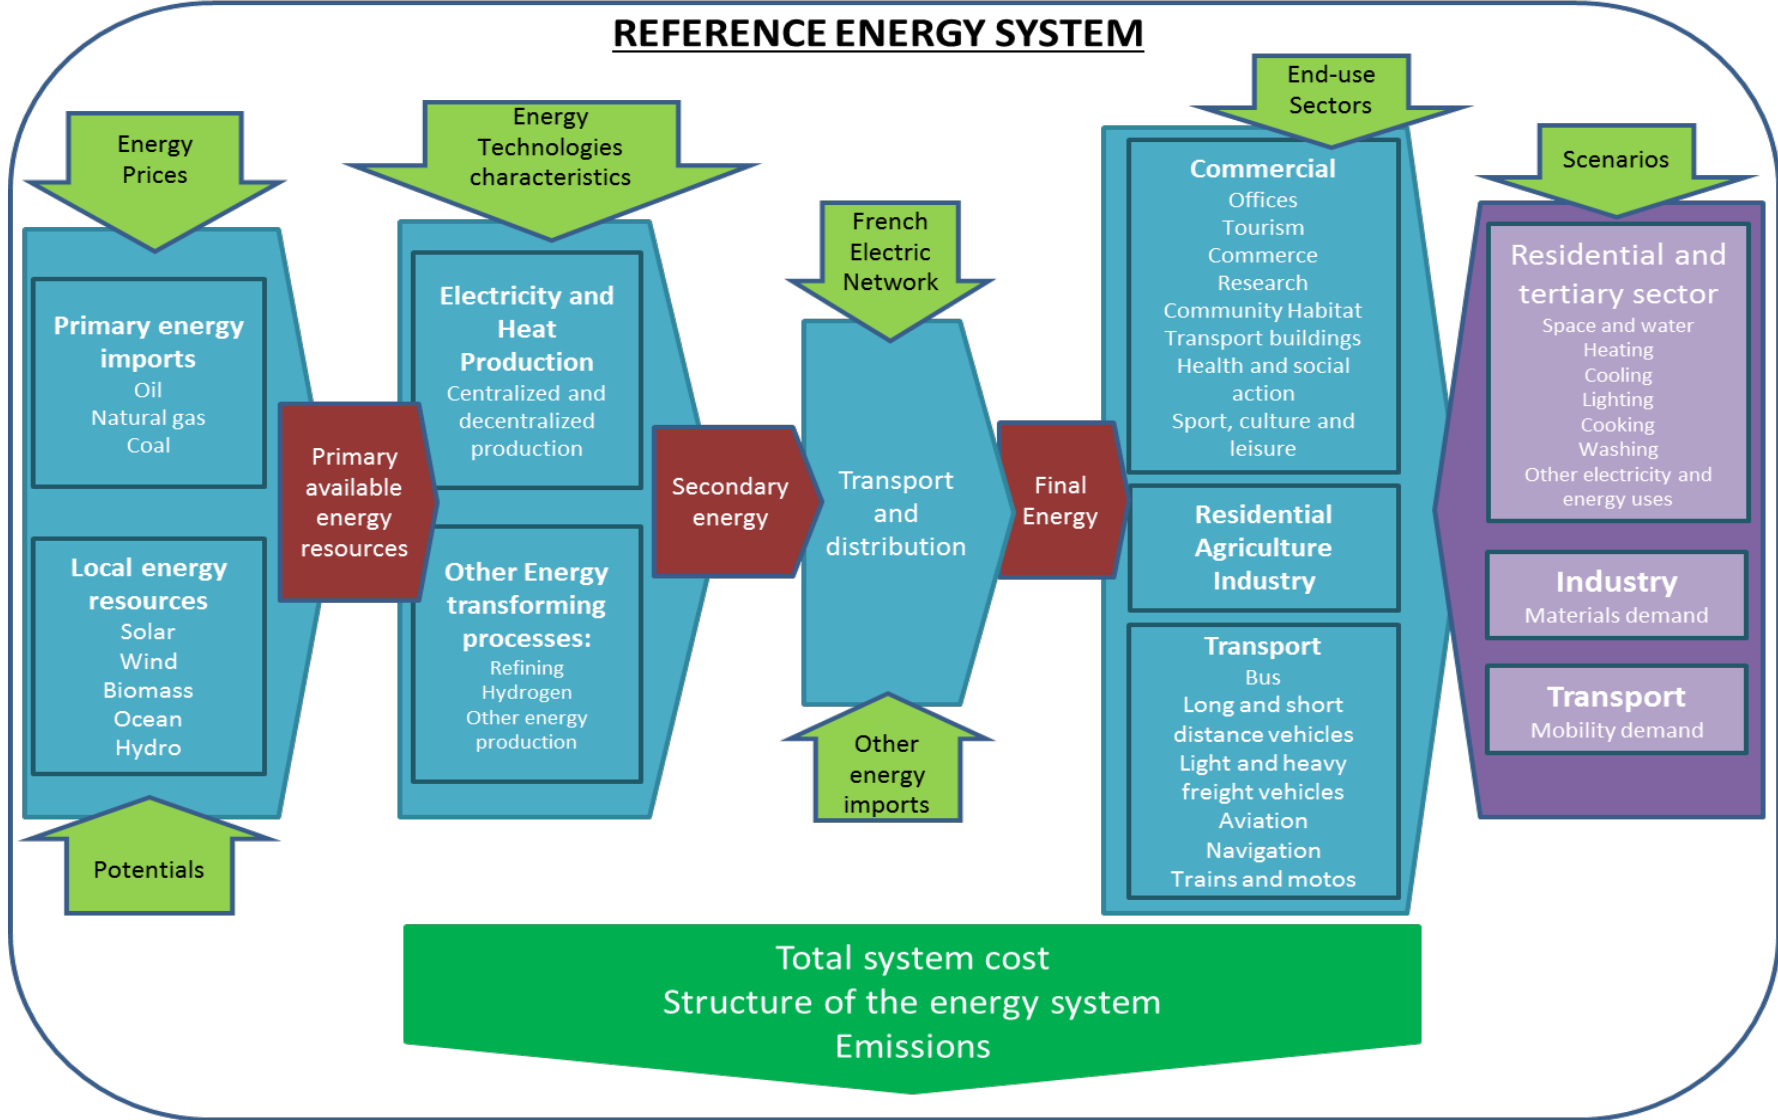 REFERENCE ENERGY SYSTEM
Energy
Prices
Primary energy
imports
Oil
Natural gas
Coal
Local energy
resources
Solar
Wind
Biomass
Ocean
Hydro
Potentials
Primary
available
energy
resources
Energy
Technologies
characteristics
Electricity and
Heat
Production
Centralized and
decentralized
production
Other Energy
transforming
processes:
Refining
Hydrogen
Other energy
production
Secondary
energy
French
Electric
Network
Transport
and
distribution
Other
energy
imports
Final
Energy
End-use
Sectors
Commercial
Offices
Tourism
Commerce
Research
Community Habitat
Transport buildings
Health and social
action
Sport, culture and
leisure
Residential
Agriculture
Industry
Transport
Bus
Long and short
distance vehicles
Light and heavy
freight vehicles
Aviation
Navigation
Trains and motos
Scenarios
Residential and
tertiary sector
Space and water
Heating
Cooling
Lighting
Cooking
Washing
Other electricity and
energy uses
Industry
Materials demand
Transport
Mobility demand
Total system cost
Structure of the energy system
Emissions